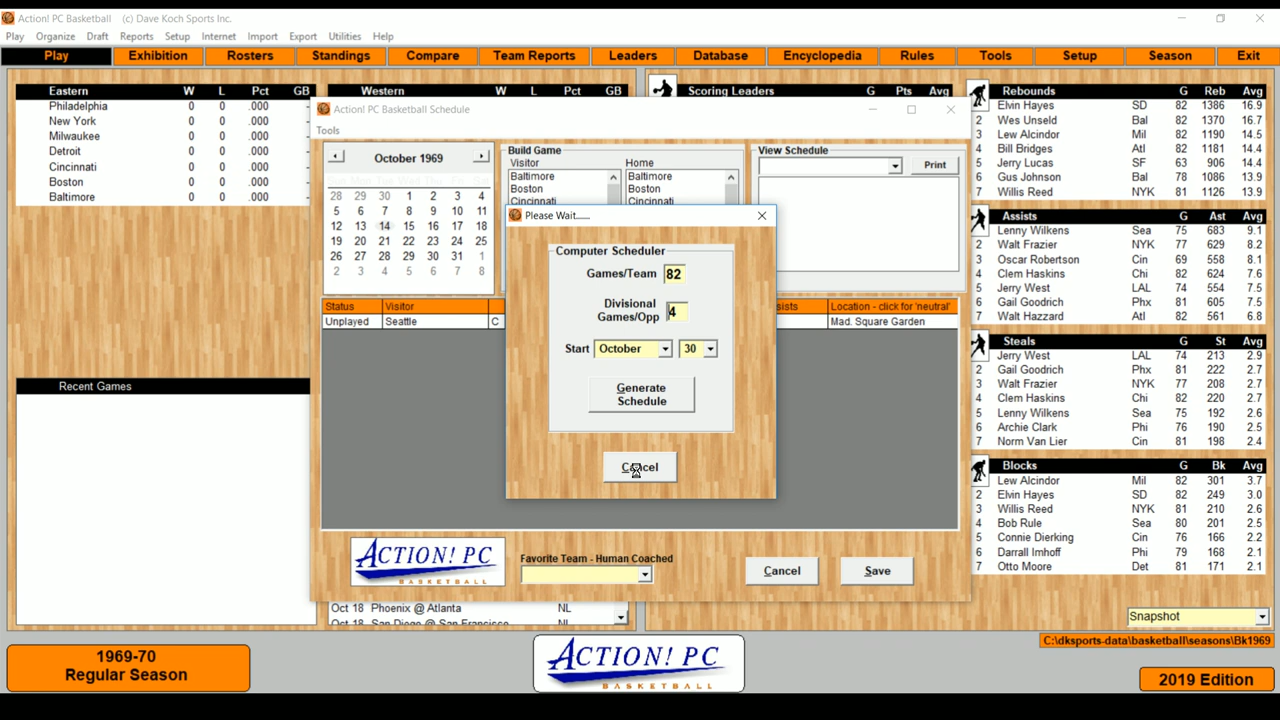 Action! PC Basketball (c) Dave Koch Sports Inc.
Play Organize Draft Reports Setup Internet Import Export Utilities Help
Play Exhibition Rosters Standings Compare Team Reports Leaders Database Encyclopedia Rules Tools Setup Season Exit
Eastern W L Pct GB
Philadelphia 0 0 .000
New York 0 0 .000
Milwaukee 0 0 .000
Detroit 0 0 .000
Cincinnati 0 0 .000
Boston 0 0 .000
Baltimore 0 0 .000
Western W L Pct GB
Scoring Leaders G Pts Avg
Action! PC Basketball Schedule
Tools
October 1969
28 29 30 1 2 3 4
5 6 7 8 9 10 11
12 13 14 15 16 17 18
19 20 21 22 23 24 25
26 27 28 29 30 31 1
2 3 4 5 6 7 8
Build Game
Visitor Home
Baltimore Baltimore
Boston Boston
Cincinnati Cincinnati
View Schedule
Print
Status Visitor
Location - click for 'neutral'
Unplayed Seattle
Mad. Square Garden
Please Wait......
Computer Scheduler
Games/Team 82
Divisional
Games/Opp 4
Start October 30
Generate
Schedule
Cancel
ACTION! PC
BASKETBALL
Favorite Team - Human Coached
Cancel Save
Recent Games
Oct 18 Phoenix @ Atlanta NL
Oct 18 San Diego @ San Francisco NL
Rebounds G Reb Avg
Elvin Hayes SD 82 1386 16.9
2 Wes Unseld Bal 82 1370 16.7
3 Lew Alcindor Mil 82 1190 14.5
4 Bill Bridges Atl 82 1181 14.4
5 Jerry Lucas SF 63 906 14.4
6 Gus Johnson Bal 78 1086 13.9
7 Willis Reed NYK 81 1126 13.9
Assists G Ast Avg
Lenny Wilkens Sea 75 683 9.1
2 Walt Frazier NYK 77 629 8.2
3 Oscar Robertson Cin 69 558 8.1
4 Clem Haskins Chi 82 624 7.6
5 Jerry West LAL 74 554 7.5
6 Gail Goodrich Phx 81 605 7.5
7 Walt Hazzard Atl 82 561 6.8
Steals G St Avg
Jerry West LAL 74 213 2.9
2 Gail Goodrich Phx 81 222 2.7
3 Walt Frazier NYK 77 208 2.7
4 Clem Haskins Chi 82 220 2.7
5 Lenny Wilkens Sea 75 192 2.6
6 Archie Clark Phi 76 190 2.5
7 Norm Van Lier Cin 81 198 2.4
Blocks G Bk Avg
Lew Alcindor Mil 82 301 3.7
2 Elvin Hayes SD 82 249 3.0
3 Willis Reed NYK 81 210 2.6
4 Bob Rule Sea 80 201 2.5
5 Connie Dierking Cin 76 166 2.2
6 Darrall Imhoff Phi 79 168 2.1
7 Otto Moore Det 81 171 2.1
Snapshot
C:\dksports-data\basketball\seasons\Bk1969
1969-70
Regular Season
ACTION! PC
BASKETBALL
2019 Edition